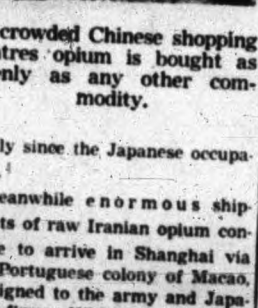 crowded Chinese shopping
tres opium is bought as
nly as any other com-
modity.
ly since the Japanese occupa-
eanwhile enormous ship-
ts of raw Iranian opium con-
e to arrive in Shanghai via
Portuguese colony of Macao,
igned to the army and Japa-